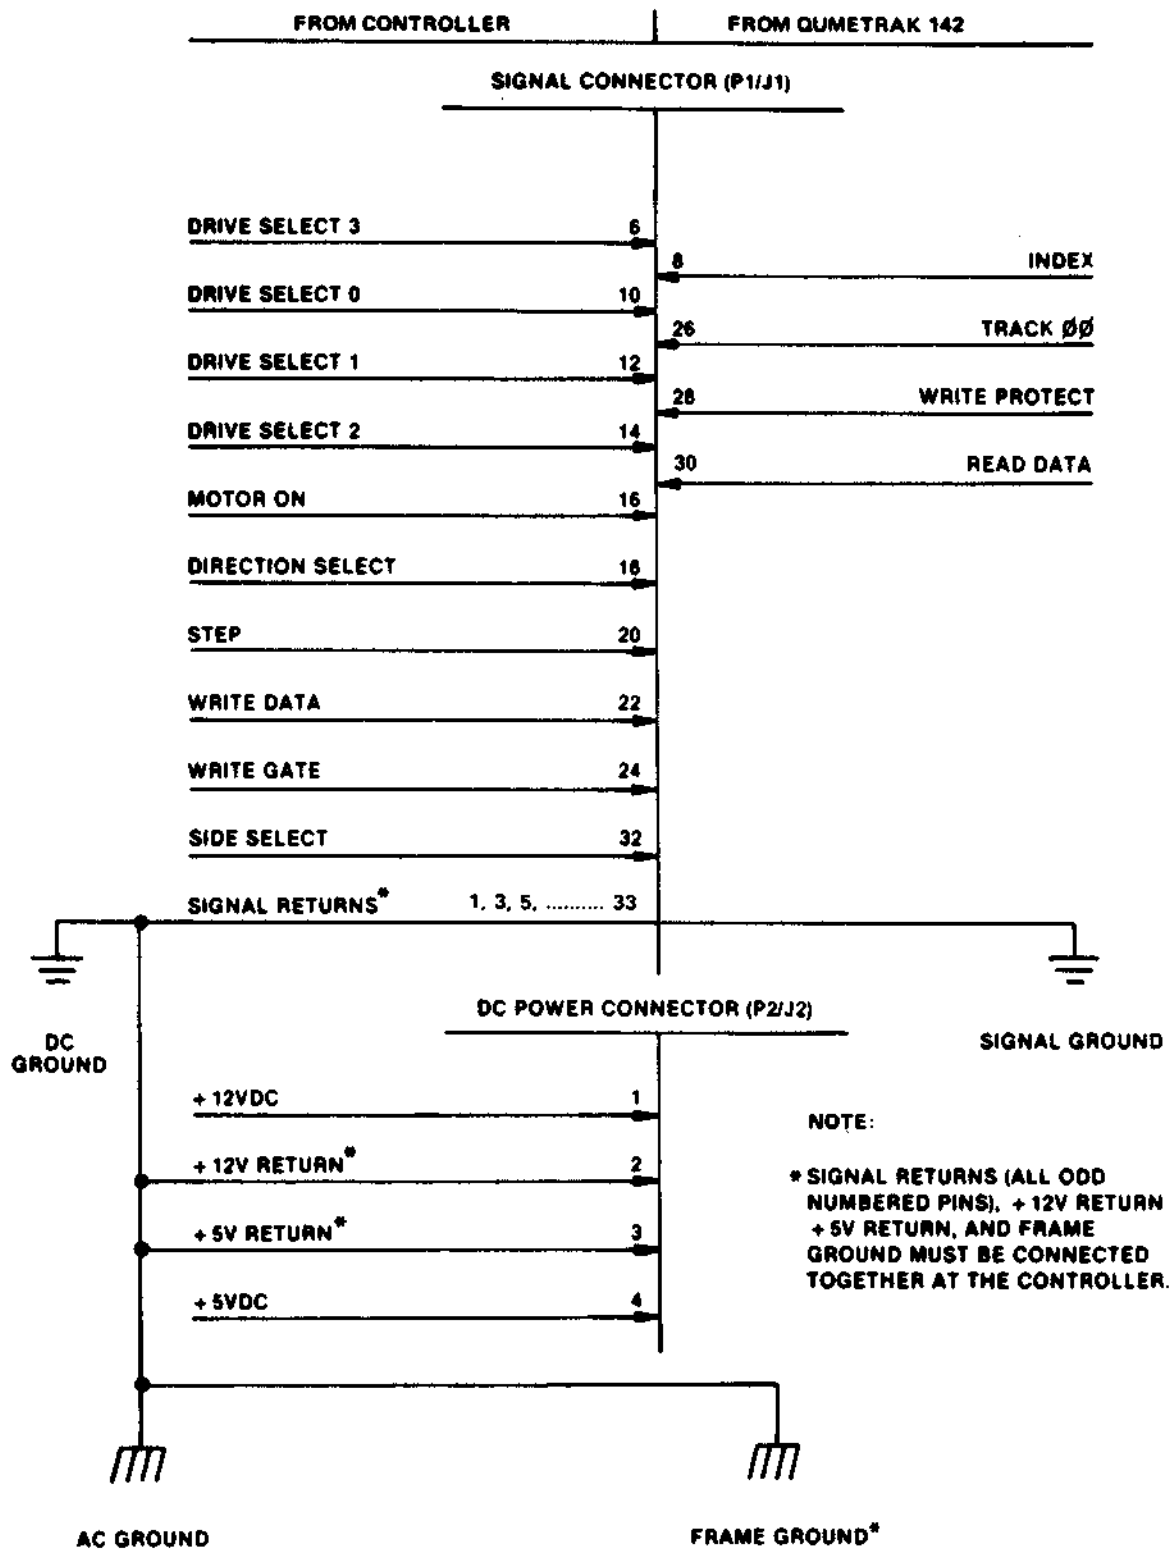 FROM CONTROLLER FROM QUMETRAK 142
SIGNAL CONNECTOR (P1/J1)
DRIVE SELECT 3 6
8 INDEX
DRIVE SELECT 0 10
26 TRACK ØØ
DRIVE SELECT 1 12
28 WRITE PROTECT
DRIVE SELECT 2 14
30 READ DATA
MOTOR ON 16
DIRECTION SELECT 16
STEP 20
WRITE DATA 22
WRITE GATE 24
SIDE SELECT 32
SIGNAL RETURNS* 1, 3, 5, .......... 33
DC POWER CONNECTOR (P2/J2)
DC
GROUND
SIGNAL GROUND
+ 12VDC 1
+ 12V RETURN* 2
+ 5V RETURN* 3
+ 5VDC 4
NOTE:
* SIGNAL RETURNS (ALL ODD
NUMBERED PINS), + 12V RETURN
+ 5V RETURN, AND FRAME
GROUND MUST BE CONNECTED
TOGETHER AT THE CONTROLLER.
AC GROUND
FRAME GROUND*